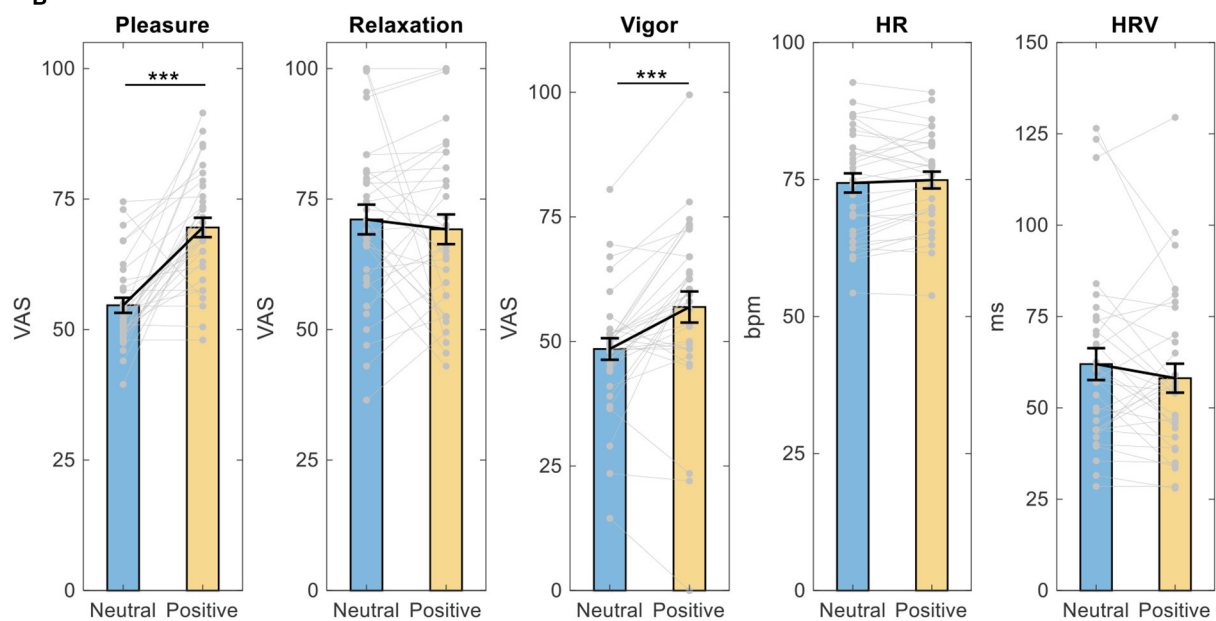 B
Pleasure Relaxation Vigor HR HRV
*** ***
100 100 100 100 150
125
75 75 75 75 100
VAS VAS VAS bpm ms
50 50 50 50 75
50
25 25 25 25 25
0 0 0 0 0
Neutral Positive Neutral Positive Neutral Positive Neutral Positive Neutral Positive